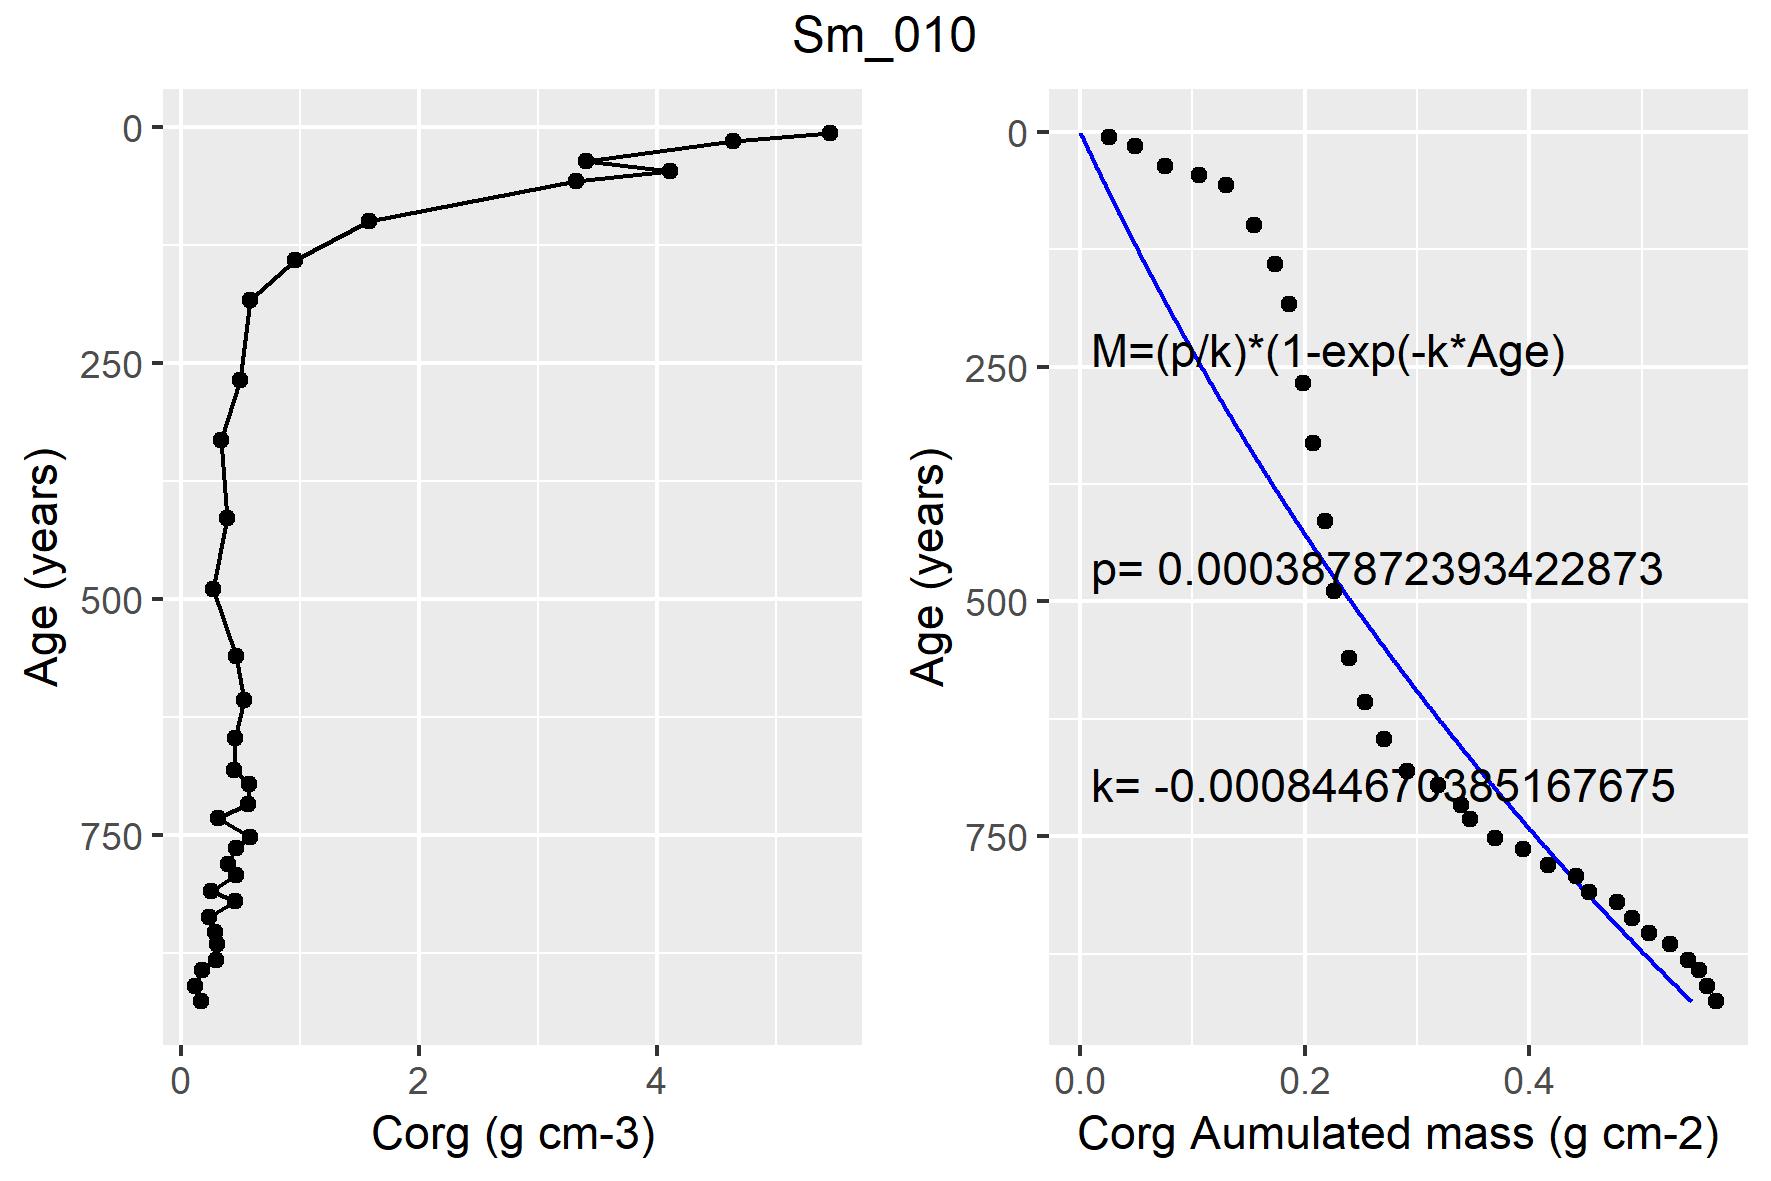 Sm_010
0
250
500
750
Age (years)
0
2
4
Corg (g cm-3)
0
250
500
750
Age (years)
M=(p/k)*(1-exp(-k*Age)
p= 0.000387872393422873
k= -0.000844670385167675
0.0
0.2
0.4
Corg Aumulated mass (g cm-2)